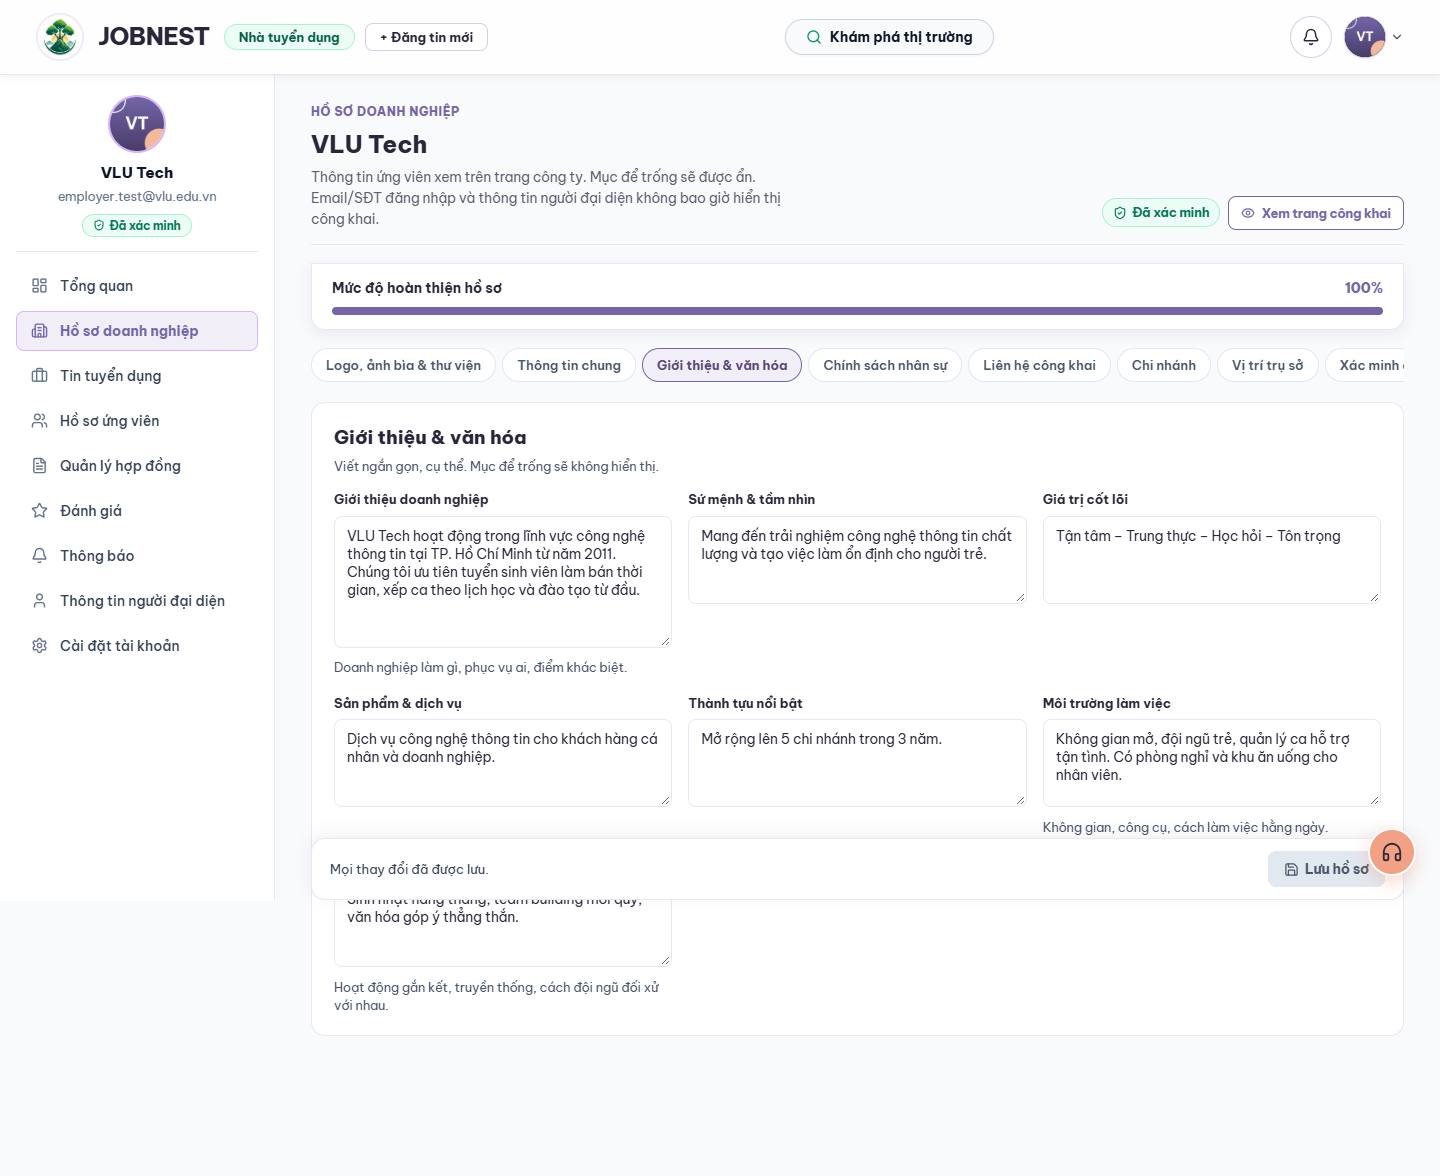 JOBNEST
Nhà tuyển dụng
+ Đăng tin mới
Khám phá thị trường
VT
VT
VLU Tech
employer.test@vlu.edu.vn
Đã xác minh
Tổng quan
Hồ sơ doanh nghiệp
Tin tuyển dụng
Hồ sơ ứng viên
Quản lý hợp đồng
Đánh giá
Thông báo
Thông tin người đại diện
Cài đặt tài khoản
HỒ SƠ DOANH NGHIỆP
VLU Tech
Thông tin ứng viên xem trên trang công ty. Mục để trống sẽ được ẩn.
Email/SĐT đăng nhập và thông tin người đại diện không bao giờ hiển thị
công khai.
Đã xác minh
Xem trang công khai
Mức độ hoàn thiện hồ sơ
100%
Logo, ảnh bìa & thư viện
Thông tin chung
Giới thiệu & văn hóa
Chính sách nhân sự
Liên hệ công khai
Chi nhánh
Vị trí trụ sở
Xác minh
Giới thiệu & văn hóa
Viết ngắn gọn, cụ thể. Mục để trống sẽ không hiển thị.
Giới thiệu doanh nghiệp
VLU Tech hoạt động trong lĩnh vực công nghệ
thông tin tại TP. Hồ Chí Minh từ năm 2011.
Chúng tôi ưu tiên tuyển sinh viên làm bán thời
gian, xếp ca theo lịch học và đào tạo từ đầu.
Doanh nghiệp làm gì, phục vụ ai, điểm khác biệt.
Sứ mệnh & tầm nhìn
Mang đến trải nghiệm công nghệ thông tin chất
lượng và tạo việc làm ổn định cho người trẻ.
Giá trị cốt lõi
Tận tâm – Trung thực – Học hỏi – Tôn trọng
Sản phẩm & dịch vụ
Dịch vụ công nghệ thông tin cho khách hàng cá
nhân và doanh nghiệp.
Thành tựu nổi bật
Mở rộng lên 5 chi nhánh trong 3 năm.
Môi trường làm việc
Không gian mở, đội ngũ trẻ, quản lý ca hỗ trợ
tận tình. Có phòng nghỉ và khu ăn uống cho
nhân viên.
Không gian, công cụ, cách làm việc hằng ngày.
Mọi thay đổi đã được lưu.
Lưu hồ sơ
Sinh nhật hàng tháng, team building mỗi quý,
văn hóa góp ý thẳng thắn.
Hoạt động gắn kết, truyền thống, cách đội ngũ đối xử
với nhau.